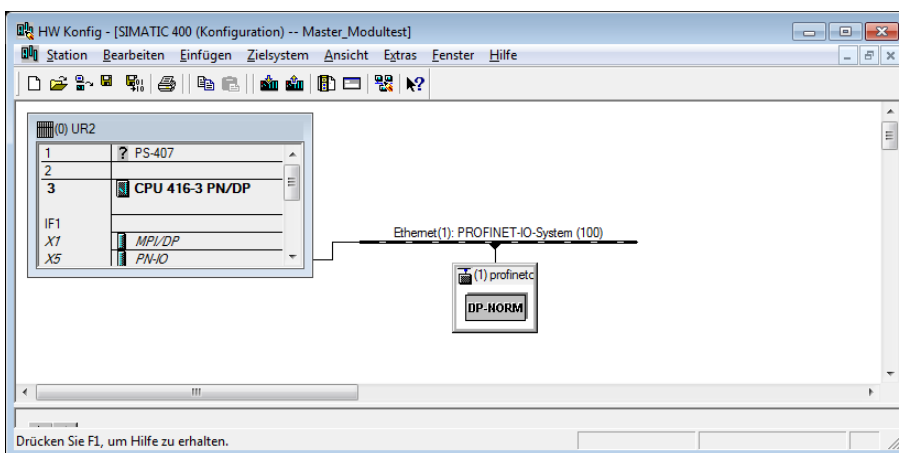 HW Konfig - [SIMATIC 400 (Konfiguration) -- Master_Modultest]
Station Bearbeiten Einfügen Zielsystem Ansicht Extras Fenster Hilfe
(0) UR2
1 ? PS-407
2
3 CPU 416-3 PN/DP
IF1
X1 MPI/DP
X5 PN-IO
Ethernet(1): PROFINET-IO-System (100)
(1) profinetc
DP-NORM
Drücken Sie F1, um Hilfe zu erhalten.